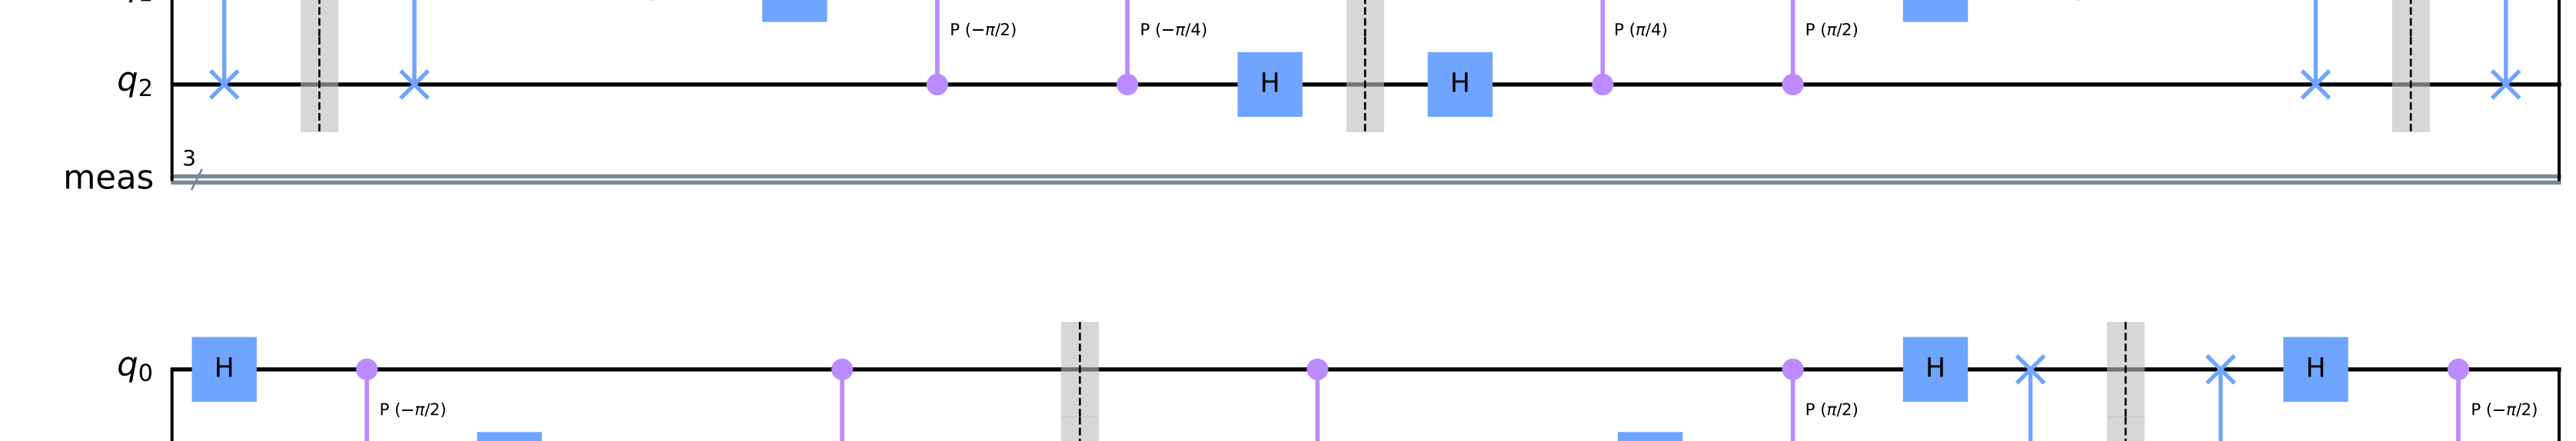 P (−π/2) P (−π/4) P (π/4) P (π/2)
q2 H H
3
meas
q0 H H H
P (−π/2) P (π/2) P (−π/2)